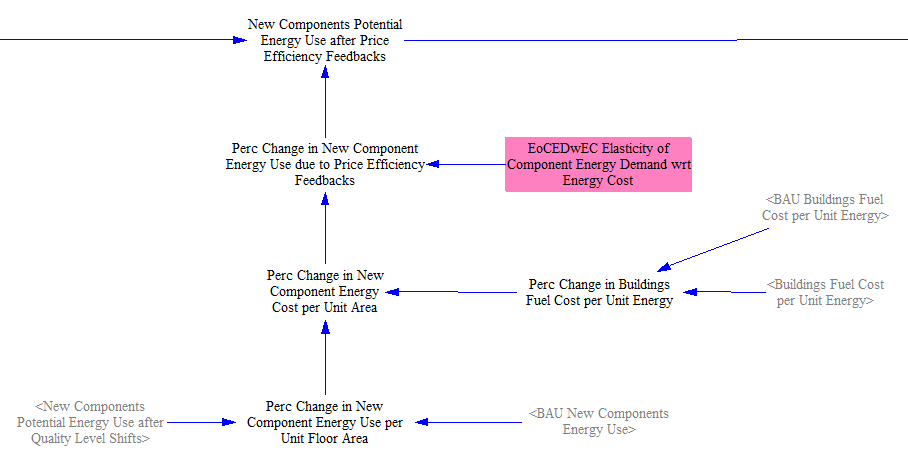 New Components Potential
Energy Use after Price
Efficiency Feedbacks
Perc Change in New Component
Energy Use due to Price Efficiency
Feedbacks
EoCEDwEC Elasticity of
Component Energy Demand wrt
Energy Cost
<BAU Buildings Fuel
Cost per Unit Energy>
Perc Change in New
Component Energy
Cost per Unit Area
Perc Change in Buildings
Fuel Cost per Unit Energy
<Buildings Fuel Cost
per Unit Energy>
<New Components
Potential Energy Use after
Quality Level Shifts>
Perc Change in New
Component Energy Use per
Unit Floor Area
<BAU New Components
Energy Use>